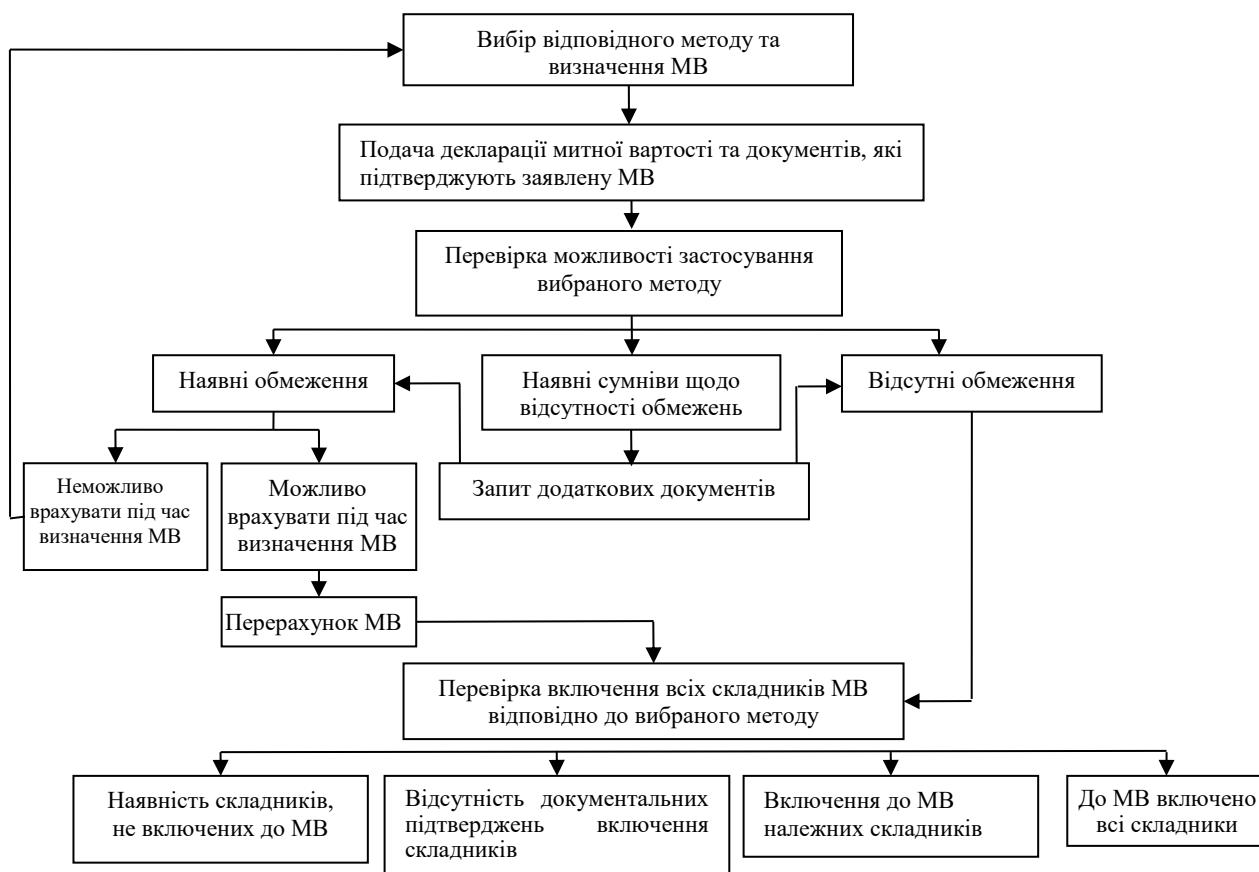 Вибір відповідного методу та
визначення МВ
Подача декларації митної вартості та документів, які
підтверджують заявлену МВ
Перевірка можливості застосування
вибраного методу
Наявні обмеження
Наявні сумніви щодо
відсутності обмежень
Відсутні обмеження
Неможливо
врахувати під час
визначення МВ
Можливо
врахувати під час
визначення МВ
Запит додаткових документів
Перерахунок МВ
Перевірка включення всіх складників МВ
відповідно до вибраного методу
Наявність складників,
не включених до МВ
Відсутність документальних
підтверджень включення
складників
Включення до МВ
належних складників
До МВ включено
всі складники